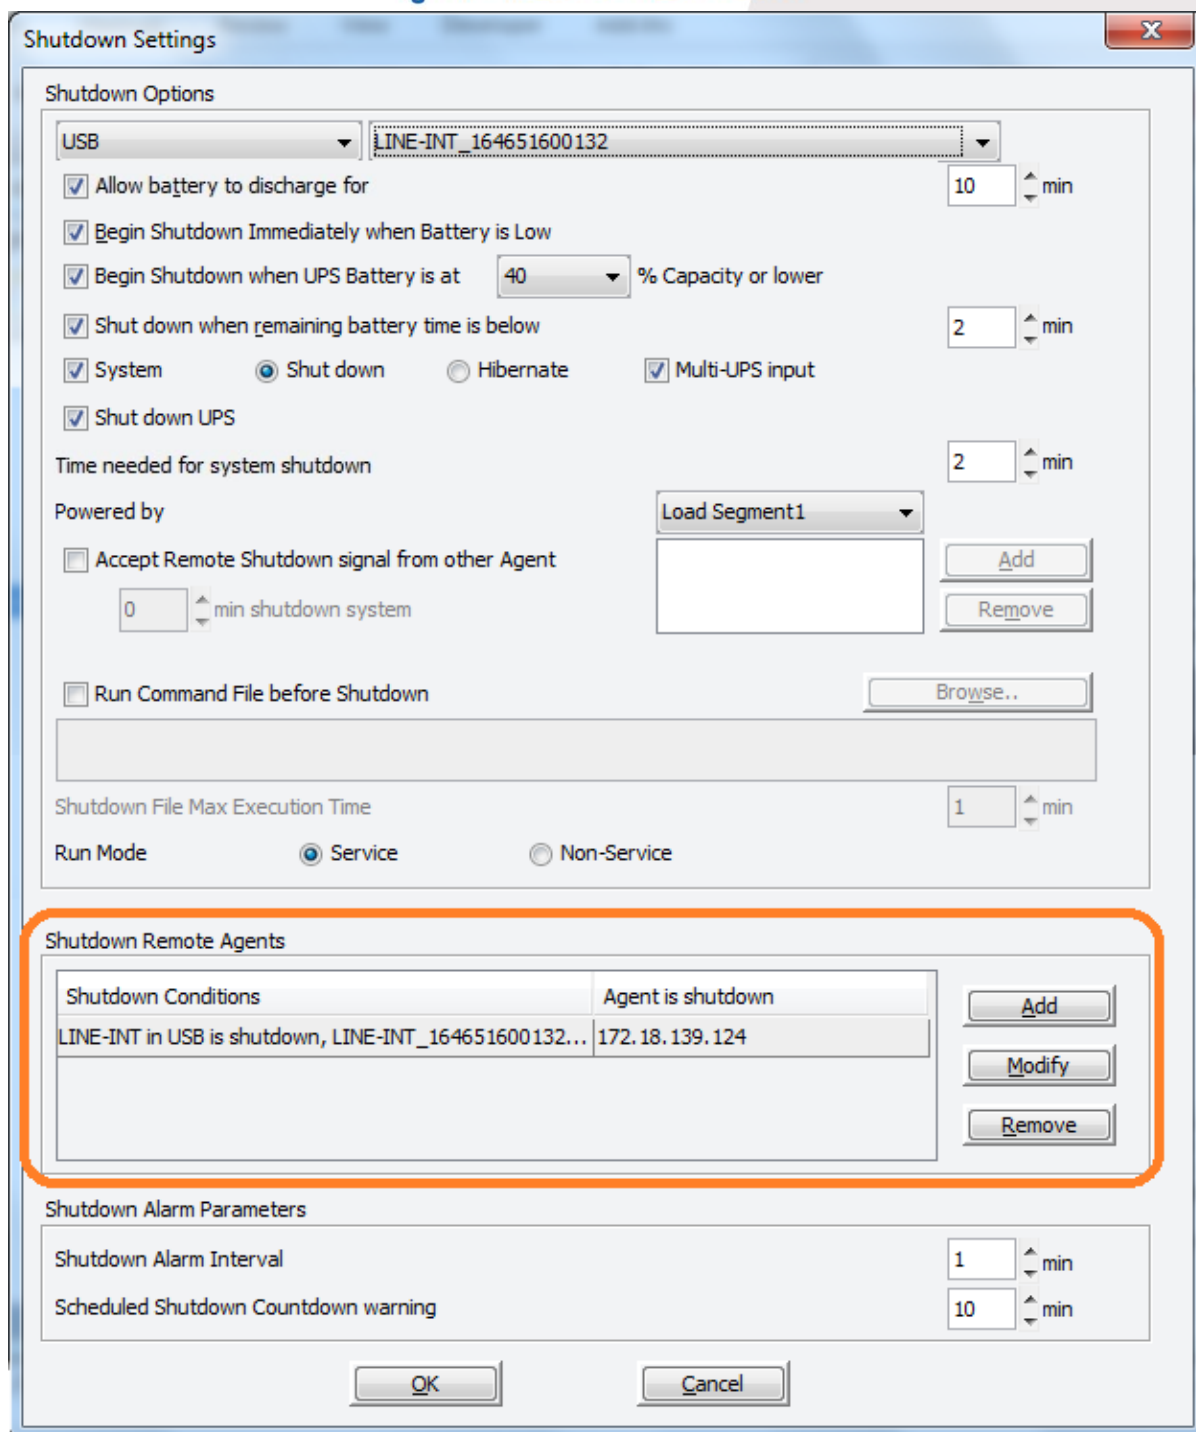 Shutdown Settings
x
Shutdown Options
USB LINE-INT_164651600132
Allow battery to discharge for 10 min
Begin Shutdown Immediately when Battery is Low
Begin Shutdown when UPS Battery is at 40 % Capacity or lower
Shut down when remaining battery time is below 2 min
System Shut down Hibernate Multi-UPS input
Shut down UPS
Time needed for system shutdown 2 min
Powered by Load Segment1
Accept Remote Shutdown signal from other Agent Add
0 min shutdown system Remove
Run Command File before Shutdown Browse..
Shutdown File Max Execution Time 1 min
Run Mode Service Non-Service
Shutdown Remote Agents
Shutdown Conditions Agent is shutdown
LINE-INT in USB is shutdown, LINE-INT_164651600132... 172.18.139.124
Add
Modify
Remove
Shutdown Alarm Parameters
Shutdown Alarm Interval 1 min
Scheduled Shutdown Countdown warning 10 min
OK Cancel